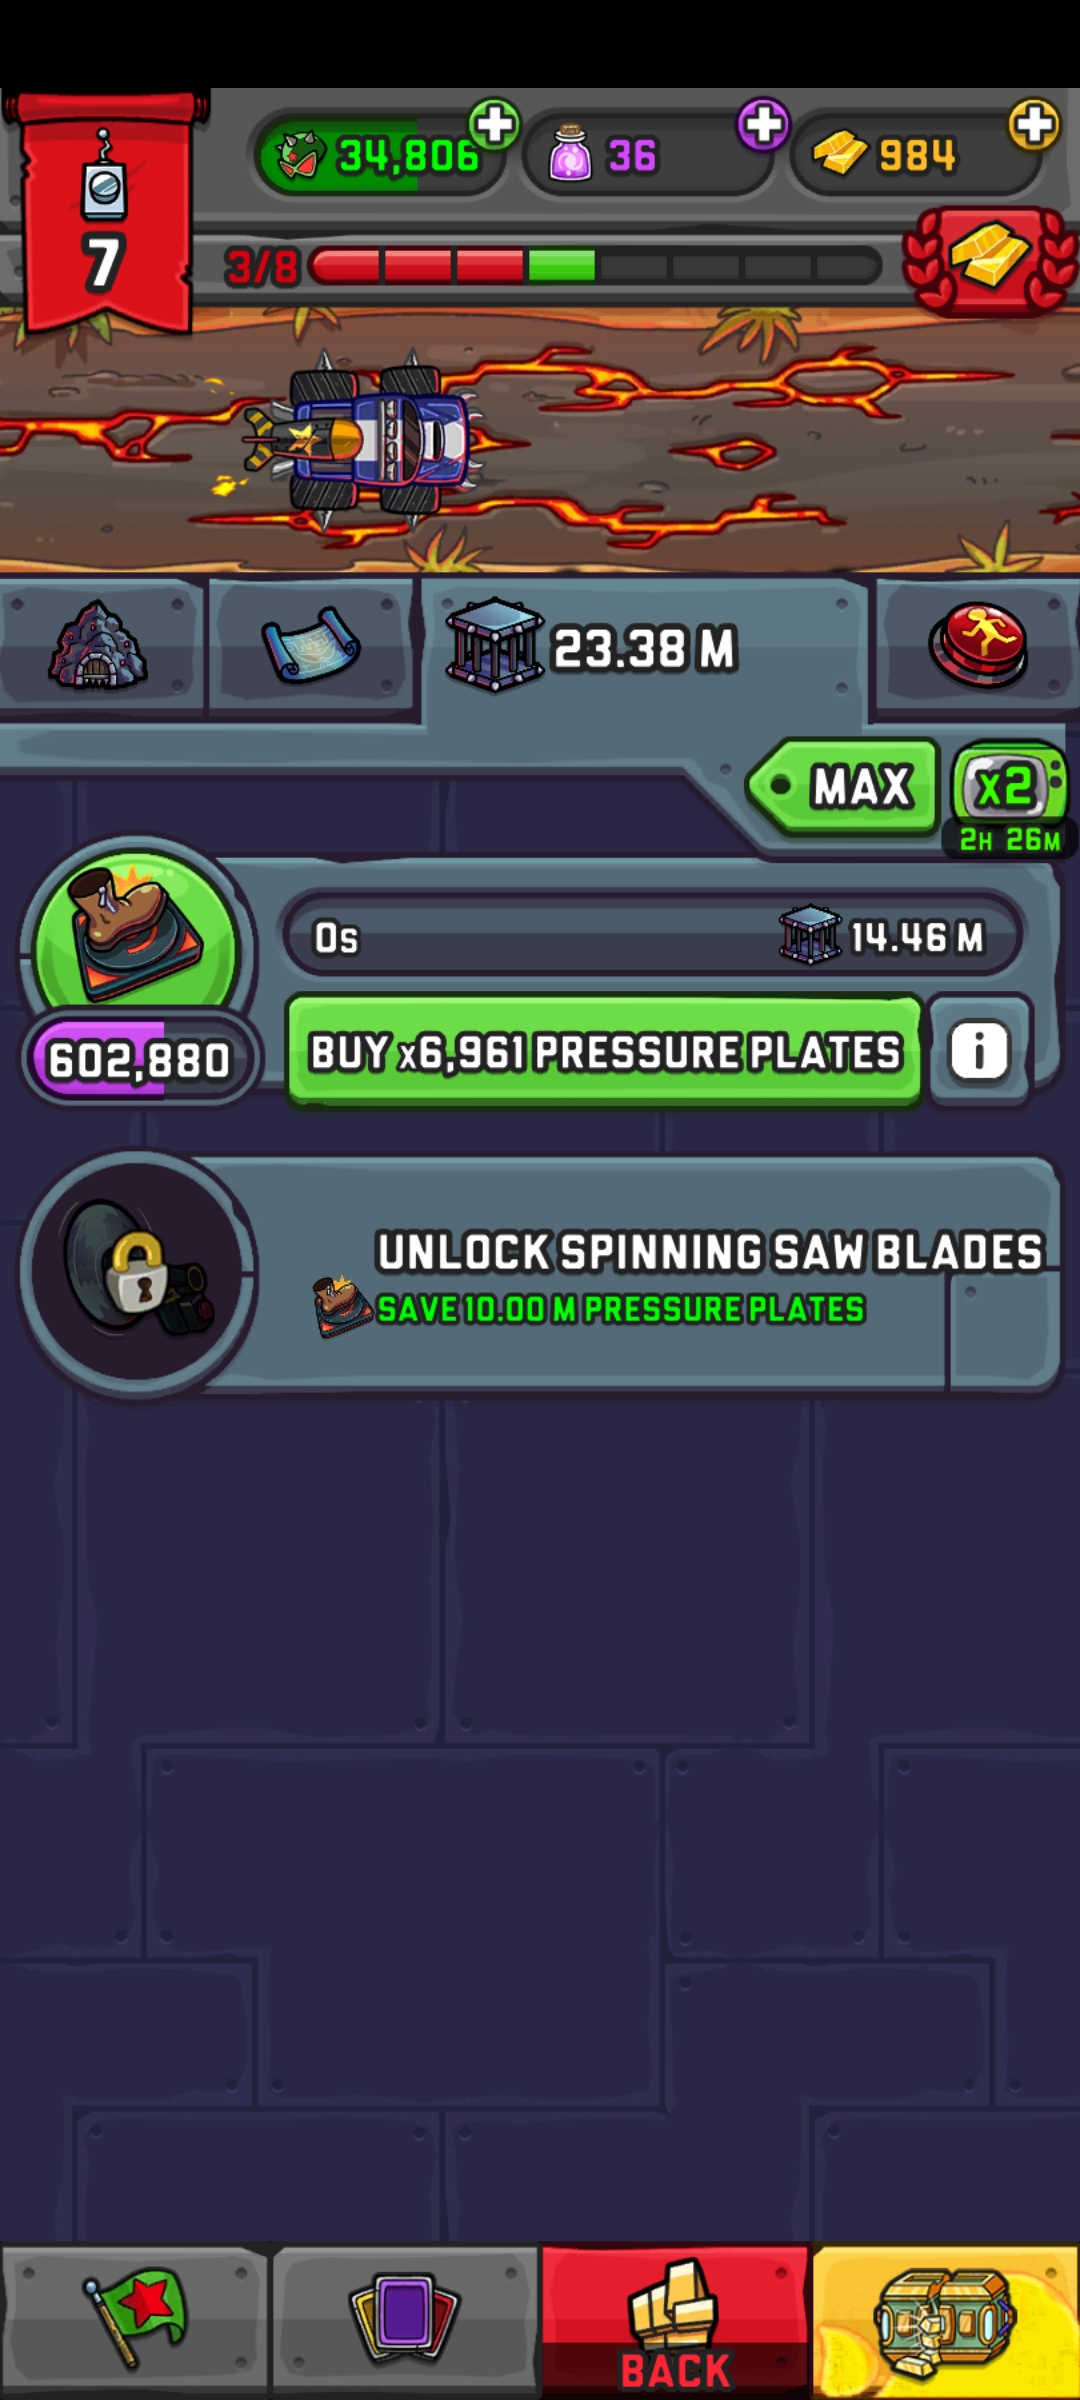 34,806
36
984
7
3/8
23.38 M
MAX
x2
2H 26M
0s
14.46 M
602,880
BUY x6,961 PRESSURE PLATES
i
UNLOCK SPINNING SAW BLADES
SAVE 10.00 M PRESSURE PLATES
BACK